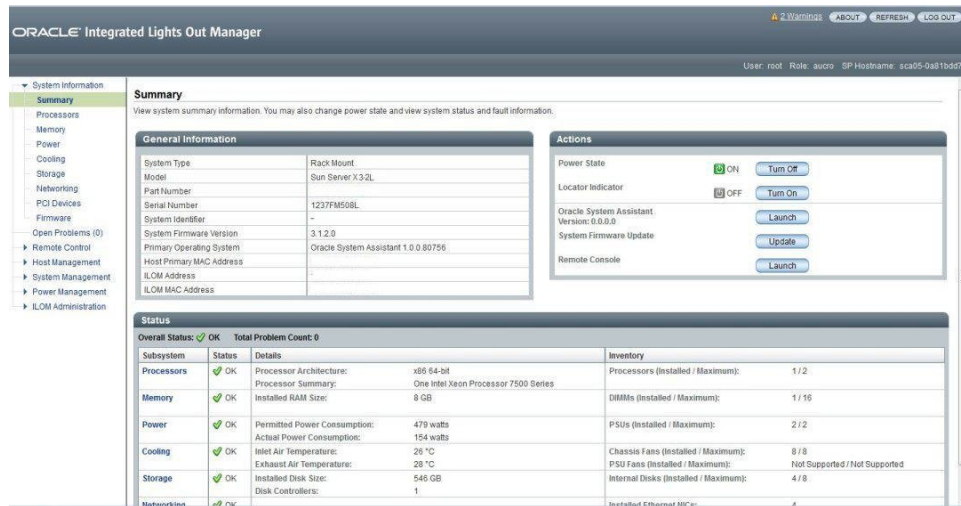 2 Warnings ABOUT REFRESH LOG OUT
ORACLE Integrated Lights Out Manager
User: root Role: aucro SP Hostname: sca05-0a81bdd7
System Information
Summary
Processors
Memory
Power
Cooling
Storage
Networking
PCI Devices
Firmware
Open Problems (0)
Remote Control
Host Management
System Management
Power Management
ILOM Administration
Summary
View system summary information. You may also change power state and view system status and fault information.
General Information
System Type Rack Mount
Model Sun Server X3-2L
Part Number
Serial Number 1237FM508L
System Identifier -
System Firmware Version 3.1.2.0
Primary Operating System Oracle System Assistant 1.0.0.80756
Host Primary MAC Address
ILOM Address
ILOM MAC Address
Actions
Power State ON Turn Off
Locator Indicator OFF Turn On
Oracle System Assistant
Version: 0.0.0.0 Launch
System Firmware Update Update
Remote Console Launch
Status
Overall Status: OK Total Problem Count: 0
Subsystem Status Details Inventory
Processors OK Processor Architecture: x86 64-bit Processors (Installed / Maximum): 1 / 2
Processor Summary: One Intel Xeon Processor 7500 Series
Memory OK Installed RAM Size: 8 GB DIMMs (Installed / Maximum): 1 / 16
Power OK Permitted Power Consumption: 479 watts PSUs (Installed / Maximum): 2 / 2
Actual Power Consumption: 154 watts
Cooling OK Inlet Air Temperature: 26 °C Chassis Fans (Installed / Maximum): 8 / 8
Exhaust Air Temperature: 28 °C PSU Fans (Installed / Maximum): Not Supported / Not Supported
Storage OK Installed Disk Size: 546 GB Internal Disks (Installed / Maximum): 4 / 8
Disk Controllers: 1
Networking OK Installed Ethernet NICs: 4